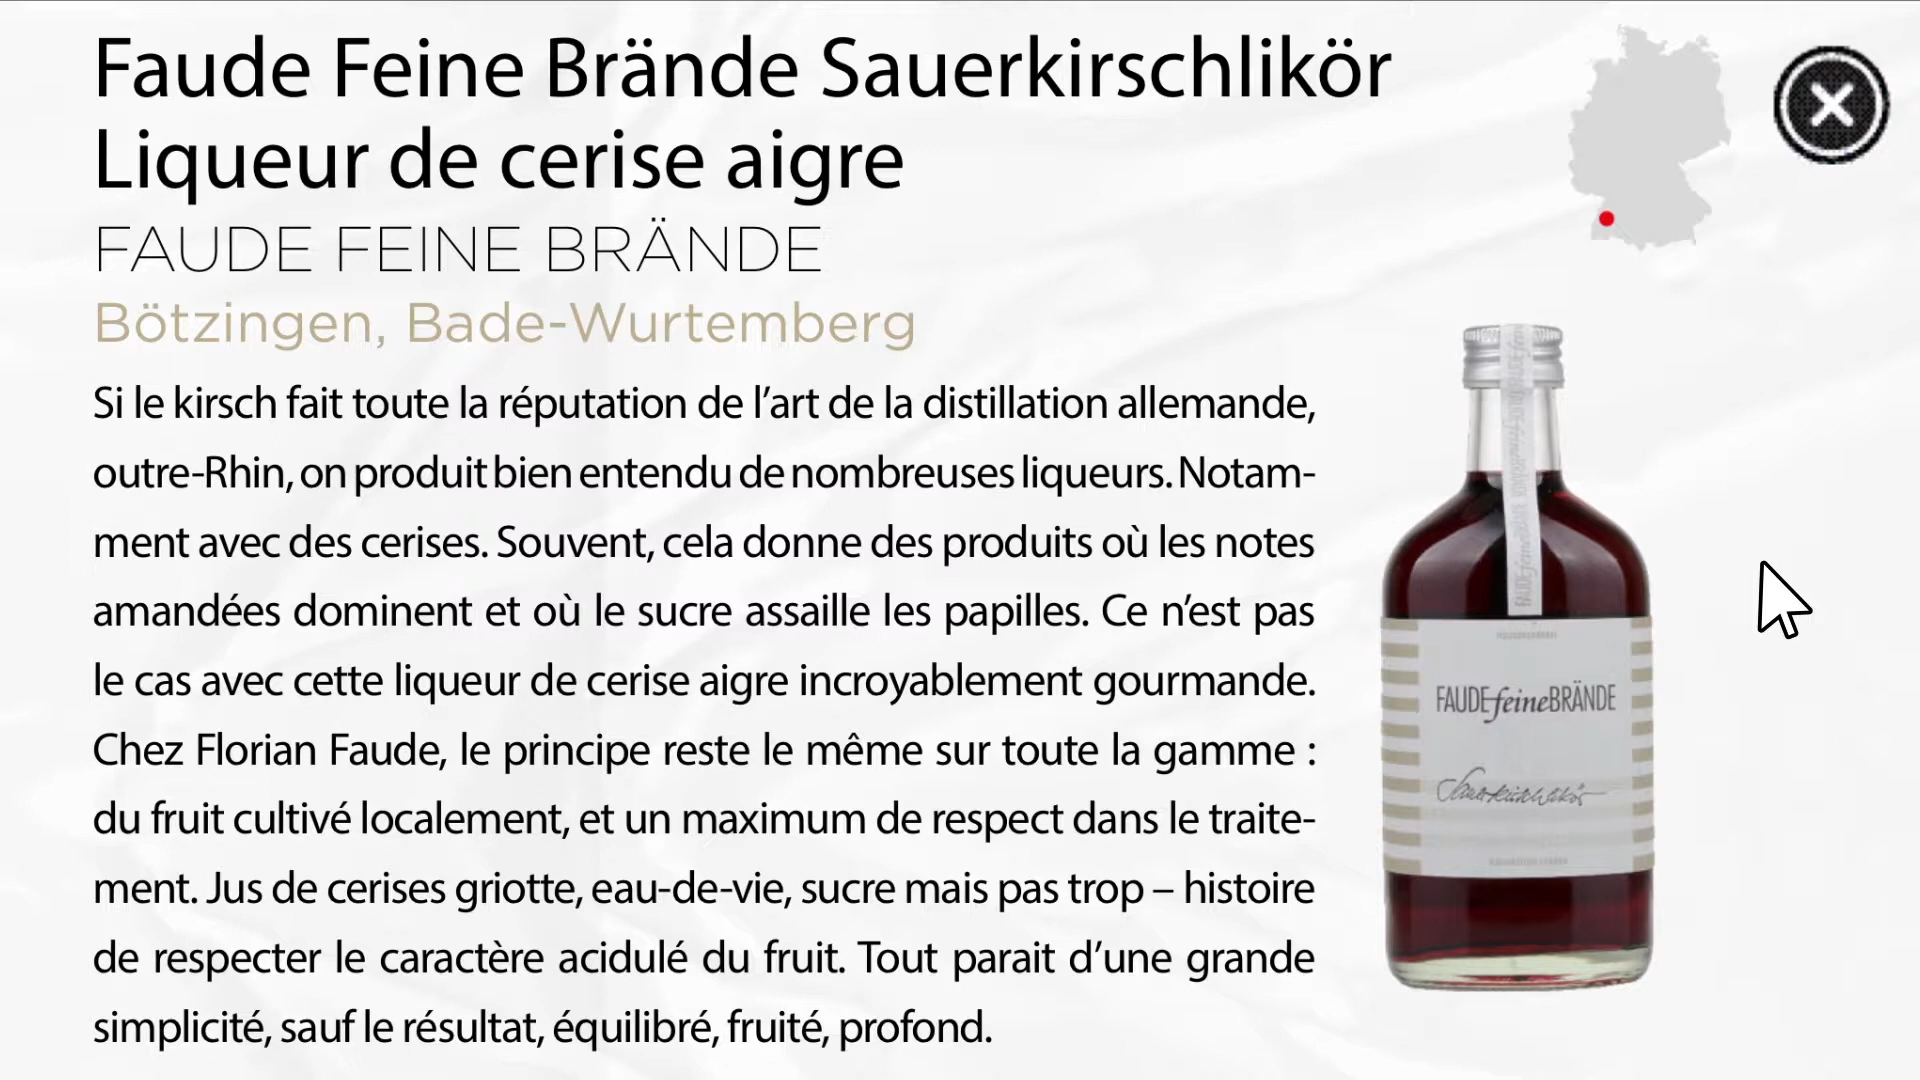 Faude Feine Brände Sauerkirschlikör
Liqueur de cerise aigre
FAUDE FEINE BRÄNDE
Bötzingen, Bade-Wurtemberg
Si le kirsch fait toute la réputation de l’art de la distillation allemande,
outre-Rhin, on produit bien entendu de nombreuses liqueurs. Notam-
ment avec des cerises. Souvent, cela donne des produits où les notes
amandées dominent et où le sucre assaille les papilles. Ce n’est pas
le cas avec cette liqueur de cerise aigre incroyablement gourmande.
Chez Florian Faude, le principe reste le même sur toute la gamme :
du fruit cultivé localement, et un maximum de respect dans le traite-
ment. Jus de cerises griotte, eau-de-vie, sucre mais pas trop – histoire
de respecter le caractère acidulé du fruit. Tout parait d’une grande
simplicité, sauf le résultat, équilibré, fruité, profond.
FAUDEfeineBRÄNDE
Sauerkirschlikör